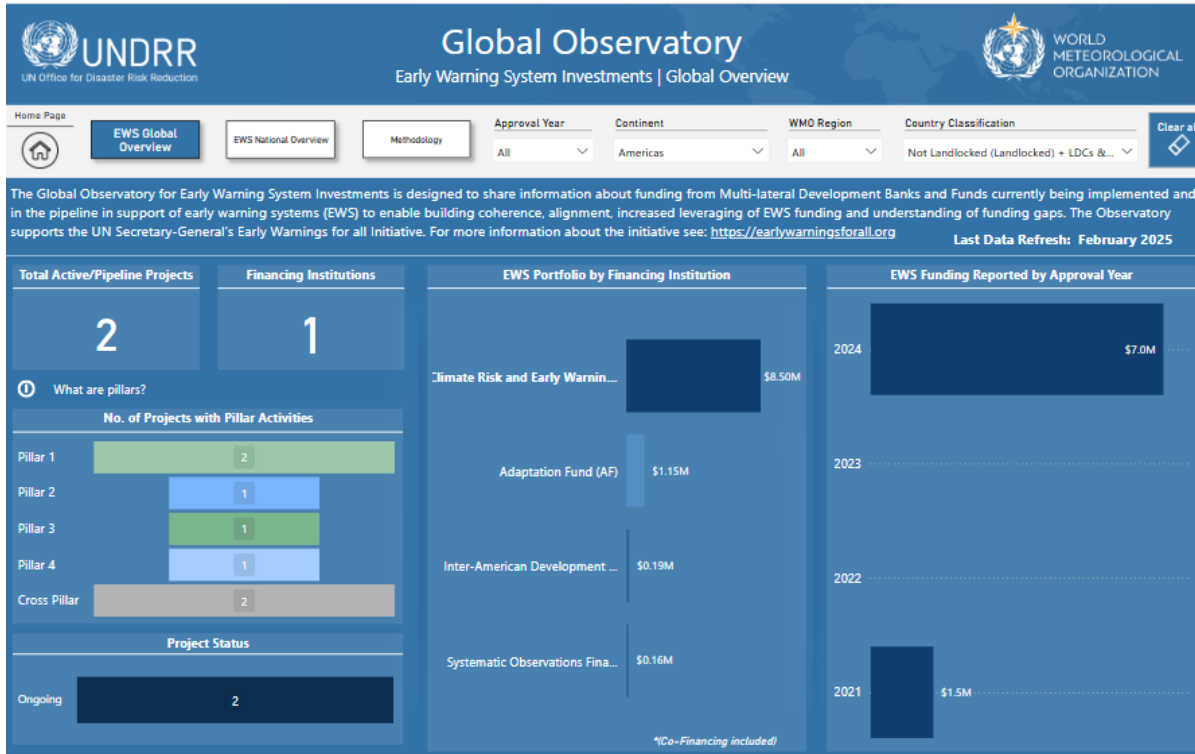 UNDRR
UN Office for Disaster Risk Reduction
Global Observatory
Early Warning System Investments | Global Overview
WORLD
METEOROLOGICAL
ORGANIZATION
Home Page
EWS Global
Overview
EWS National Overview
Methodology
Approval Year
All
Continent
Americas
WMO Region
All
Country Classification
Not Landlocked (Landlocked) + LDCs &...
Clear al
The Global Observatory for Early Warning System Investments is designed to share information about funding from Multi-lateral Development Banks and Funds currently being implemented and
in the pipeline in support of early warning systems (EWS) to enable building coherence, alignment, increased leveraging of EWS funding and understanding of funding gaps. The Observatory
supports the UN Secretary-General's Early Warnings for all Initiative. For more information about the initiative see: https://earlywarningsforall.org
Last Data Refresh: February 2025
Total Active/Pipeline Projects
2
Financing Institutions
1
What are pillars?
No. of Projects with Pillar Activities
Pillar 1 2
Pillar 2 1
Pillar 3 1
Pillar 4 1
Cross Pillar 2
Project Status
Ongoing 2
EWS Portfolio by Financing Institution
Climate Risk and Early Warnin... $8.50M
Adaptation Fund (AF) $1.15M
Inter-American Development ... $0.19M
Systematic Observations Fina... $0.16M
*(Co-Financing included)
EWS Funding Reported by Approval Year
2024 $7.0M
2023
2022
2021 $1.5M